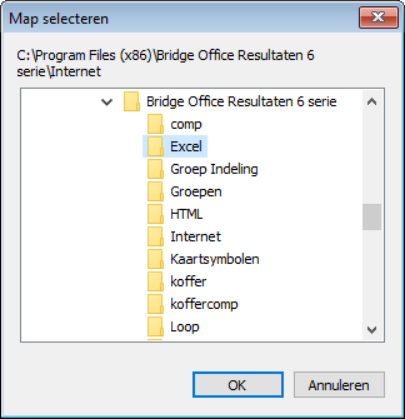 Map selecteren
C:\Program Files (x86)\Bridge Office Resultaten 6
serie\Internet
Bridge Office Resultaten 6 serie
comp
Excel
Groep Indeling
Groepen
HTML
Internet
Kaartsymbolen
koffer
koffercomp
Loop
OK
Annuleren